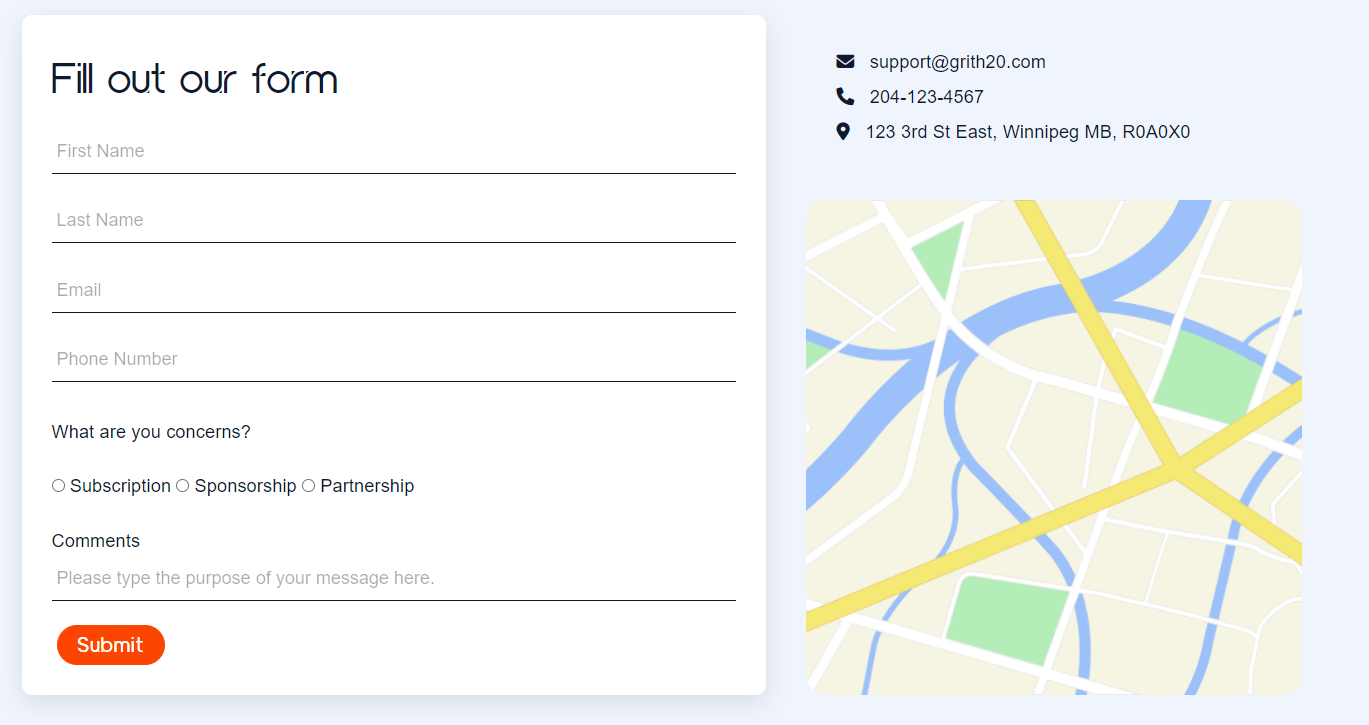 Fill out our form
First Name
Last Name
Email
Phone Number
What are you concerns?
Subscription Sponsorship Partnership
Comments
Please type the purpose of your message here.
Submit
support@grith20.com
204-123-4567
123 3rd St East, Winnipeg MB, R0A0X0